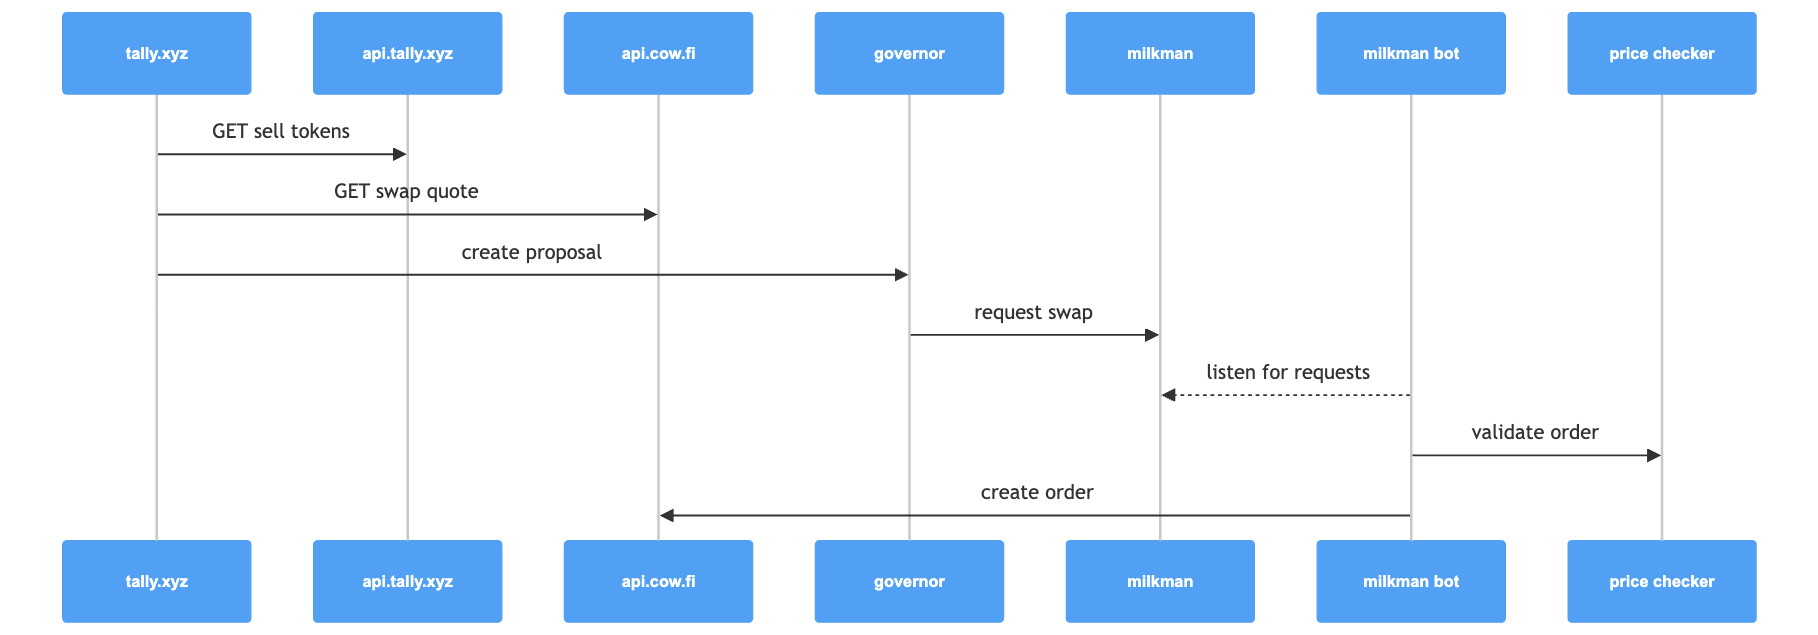 tally.xyz
api.tally.xyz
api.cow.fi
governor
milkman
milkman bot
price checker
GET sell tokens
GET swap quote
create proposal
request swap
listen for requests
validate order
create order
tally.xyz
api.tally.xyz
api.cow.fi
governor
milkman
milkman bot
price checker